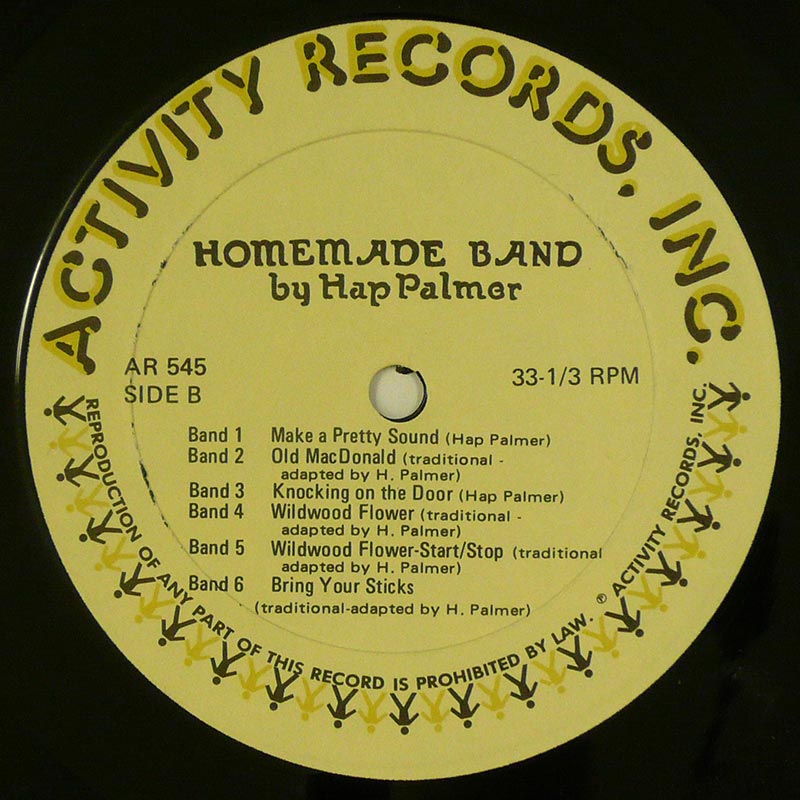 ACTIVITY RECORDS, INC.
HOMEMADE BAND
by Hap Palmer
AR 545
SIDE B
33-1/3 RPM
Band 1 Make a Pretty Sound (Hap Palmer)
Band 2 Old MacDonald (traditional -
adapted by H. Palmer)
Band 3 Knocking on the Door (Hap Palmer)
Band 4 Wildwood Flower (traditional -
adapted by H. Palmer)
Band 5 Wildwood Flower-Start/Stop (traditional
adapted by H. Palmer)
Band 6 Bring Your Sticks
(traditional-adapted by H. Palmer)
REPRODUCTION OF ANY PART OF THIS RECORD IS PROHIBITED BY LAW. ® ACTIVITY RECORDS, INC.